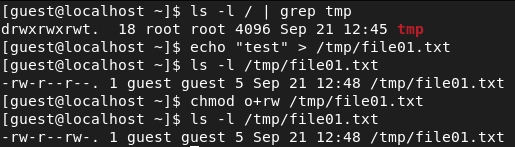 [guest@localhost ~]$ ls -l / | grep tmp
drwxrwxrwt.  18 root root 4096 Sep 21 12:45 tmp
[guest@localhost ~]$ echo "test" > /tmp/file01.txt
[guest@localhost ~]$ ls -l /tmp/file01.txt
-rw-r--r--. 1 guest guest 5 Sep 21 12:48 /tmp/file01.txt
[guest@localhost ~]$ chmod o+rw /tmp/file01.txt
[guest@localhost ~]$ ls -l /tmp/file01.txt
-rw-r--rw-. 1 guest guest 5 Sep 21 12:48 /tmp/file01.txt